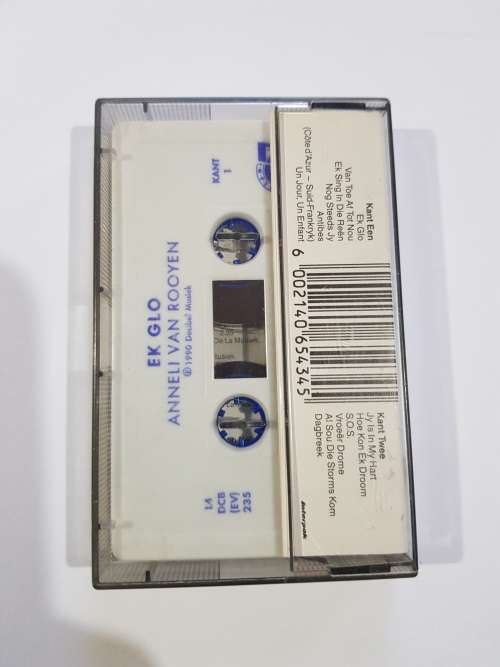 EK GLO
ANNELI VAN ROOYEN
℗ 1990 Decibel Musiek
KANT
1
L4
DCB
(EV)
235
Kant Een
Ek Glo
Van Toe Af Tot Nou
Ek Sing In Die Reën
Nog Steeds Jy
Antibes
(Côte d'Azur – Suid-Frankryk)
Un Jour, Un Enfant
6 002140 654345
Kant Twee
Jy Is In My Hart
Hoe Kon Ek Droom
S.O.S.
Vroeër Drome
Al Sou Die Storms Kom
Dagbreek
Interpak